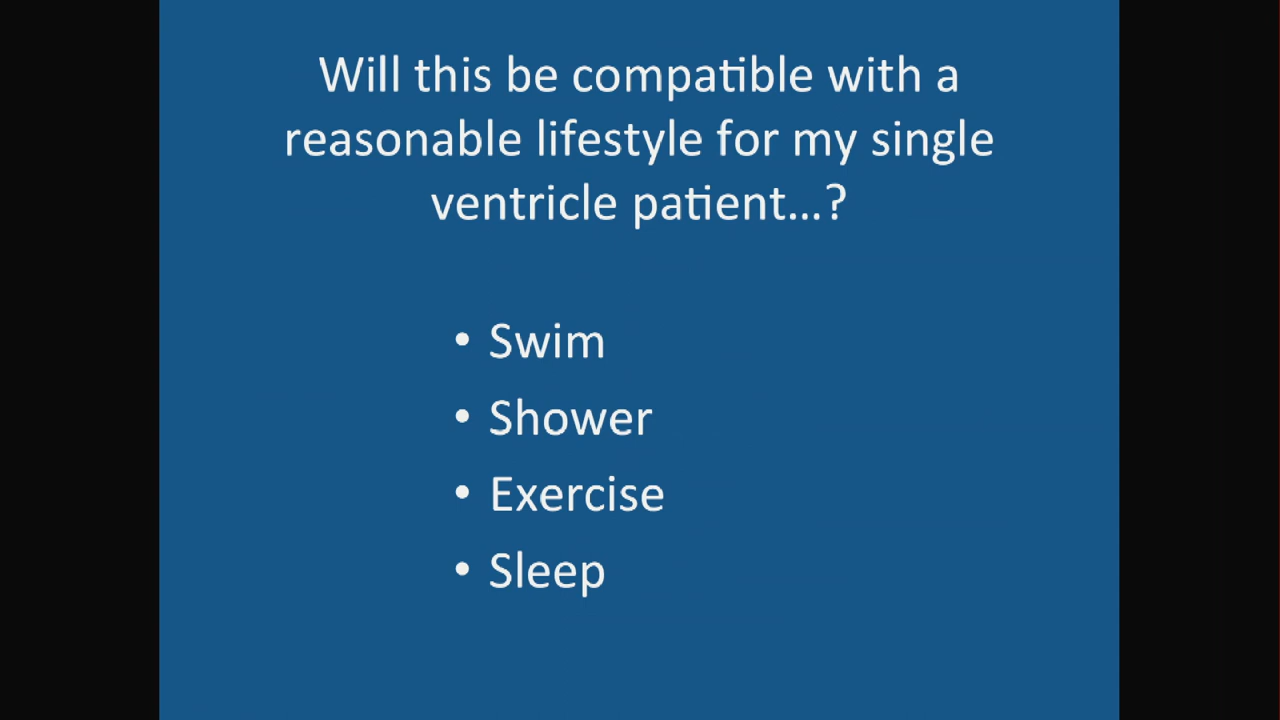 Will this be compatible with a
reasonable lifestyle for my single
ventricle patient...?
• Swim
• Shower
• Exercise
• Sleep